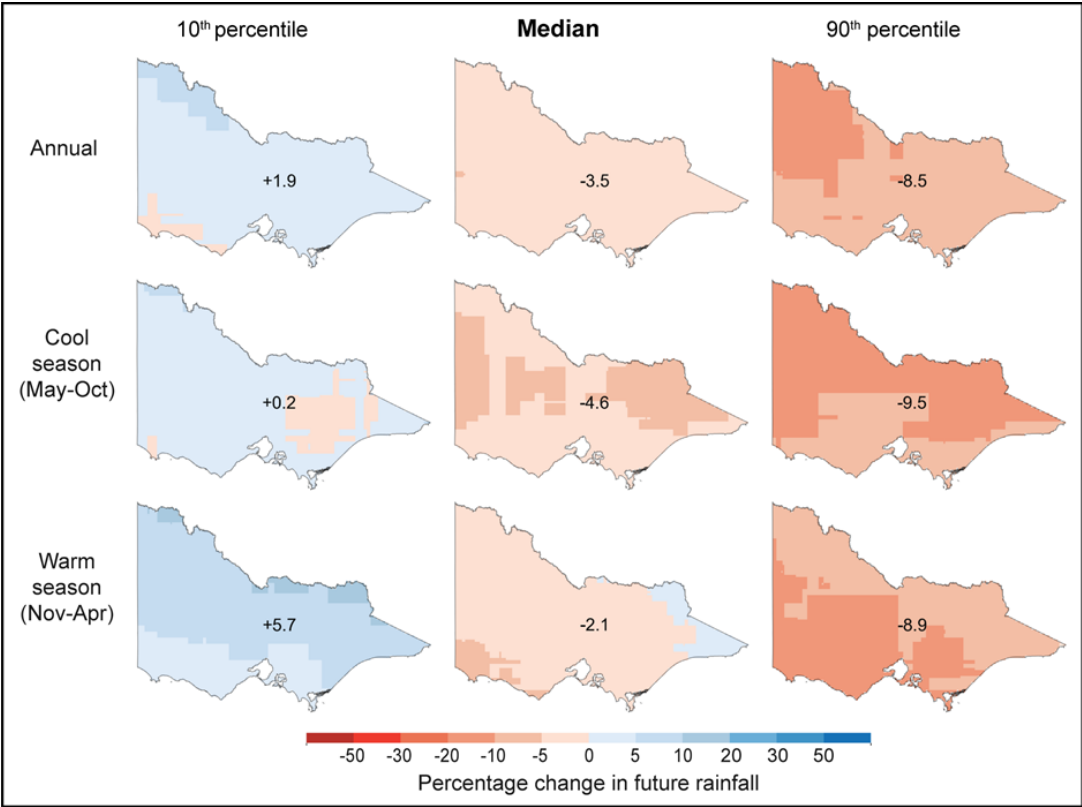 10th percentile Median 90th percentile
Annual
+1.9 -3.5 -8.5
Cool
season
(May-Oct)
+0.2 -4.6 -9.5
Warm
season
(Nov-Apr)
+5.7 -2.1 -8.9
-50 -30 -20 -10 -5 0 5 10 20 30 50
Percentage change in future rainfall